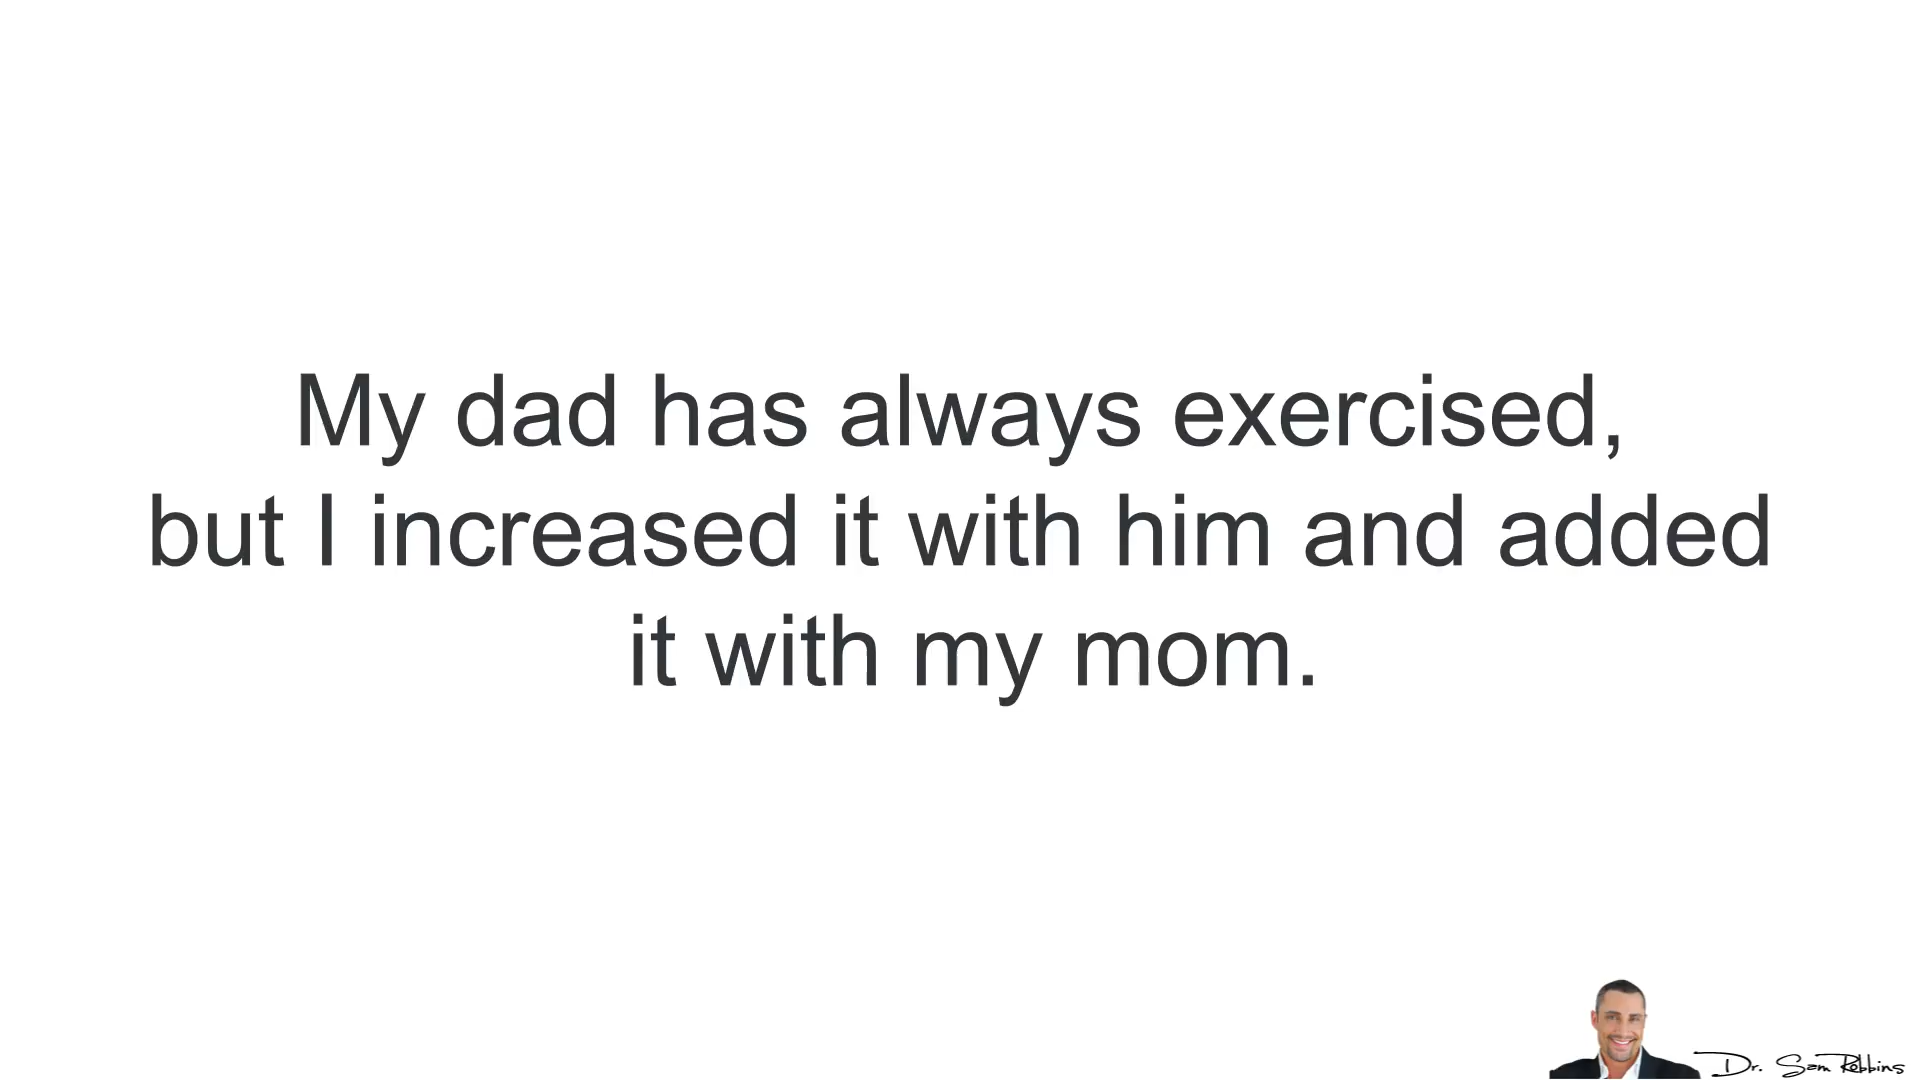 My dad has always exercised,
but I increased it with him and added
it with my mom.
Dr. Sam Robbins